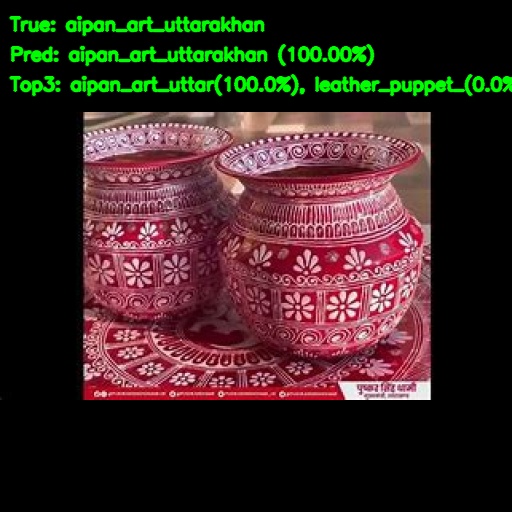 True: aipan_art_uttarakhan
Pred: aipan_art_uttarakhan (100.00%)
Top3: aipan_art_uttar(100.0%), leather_puppet_(0.0%
पुष्कर सिंह धामी